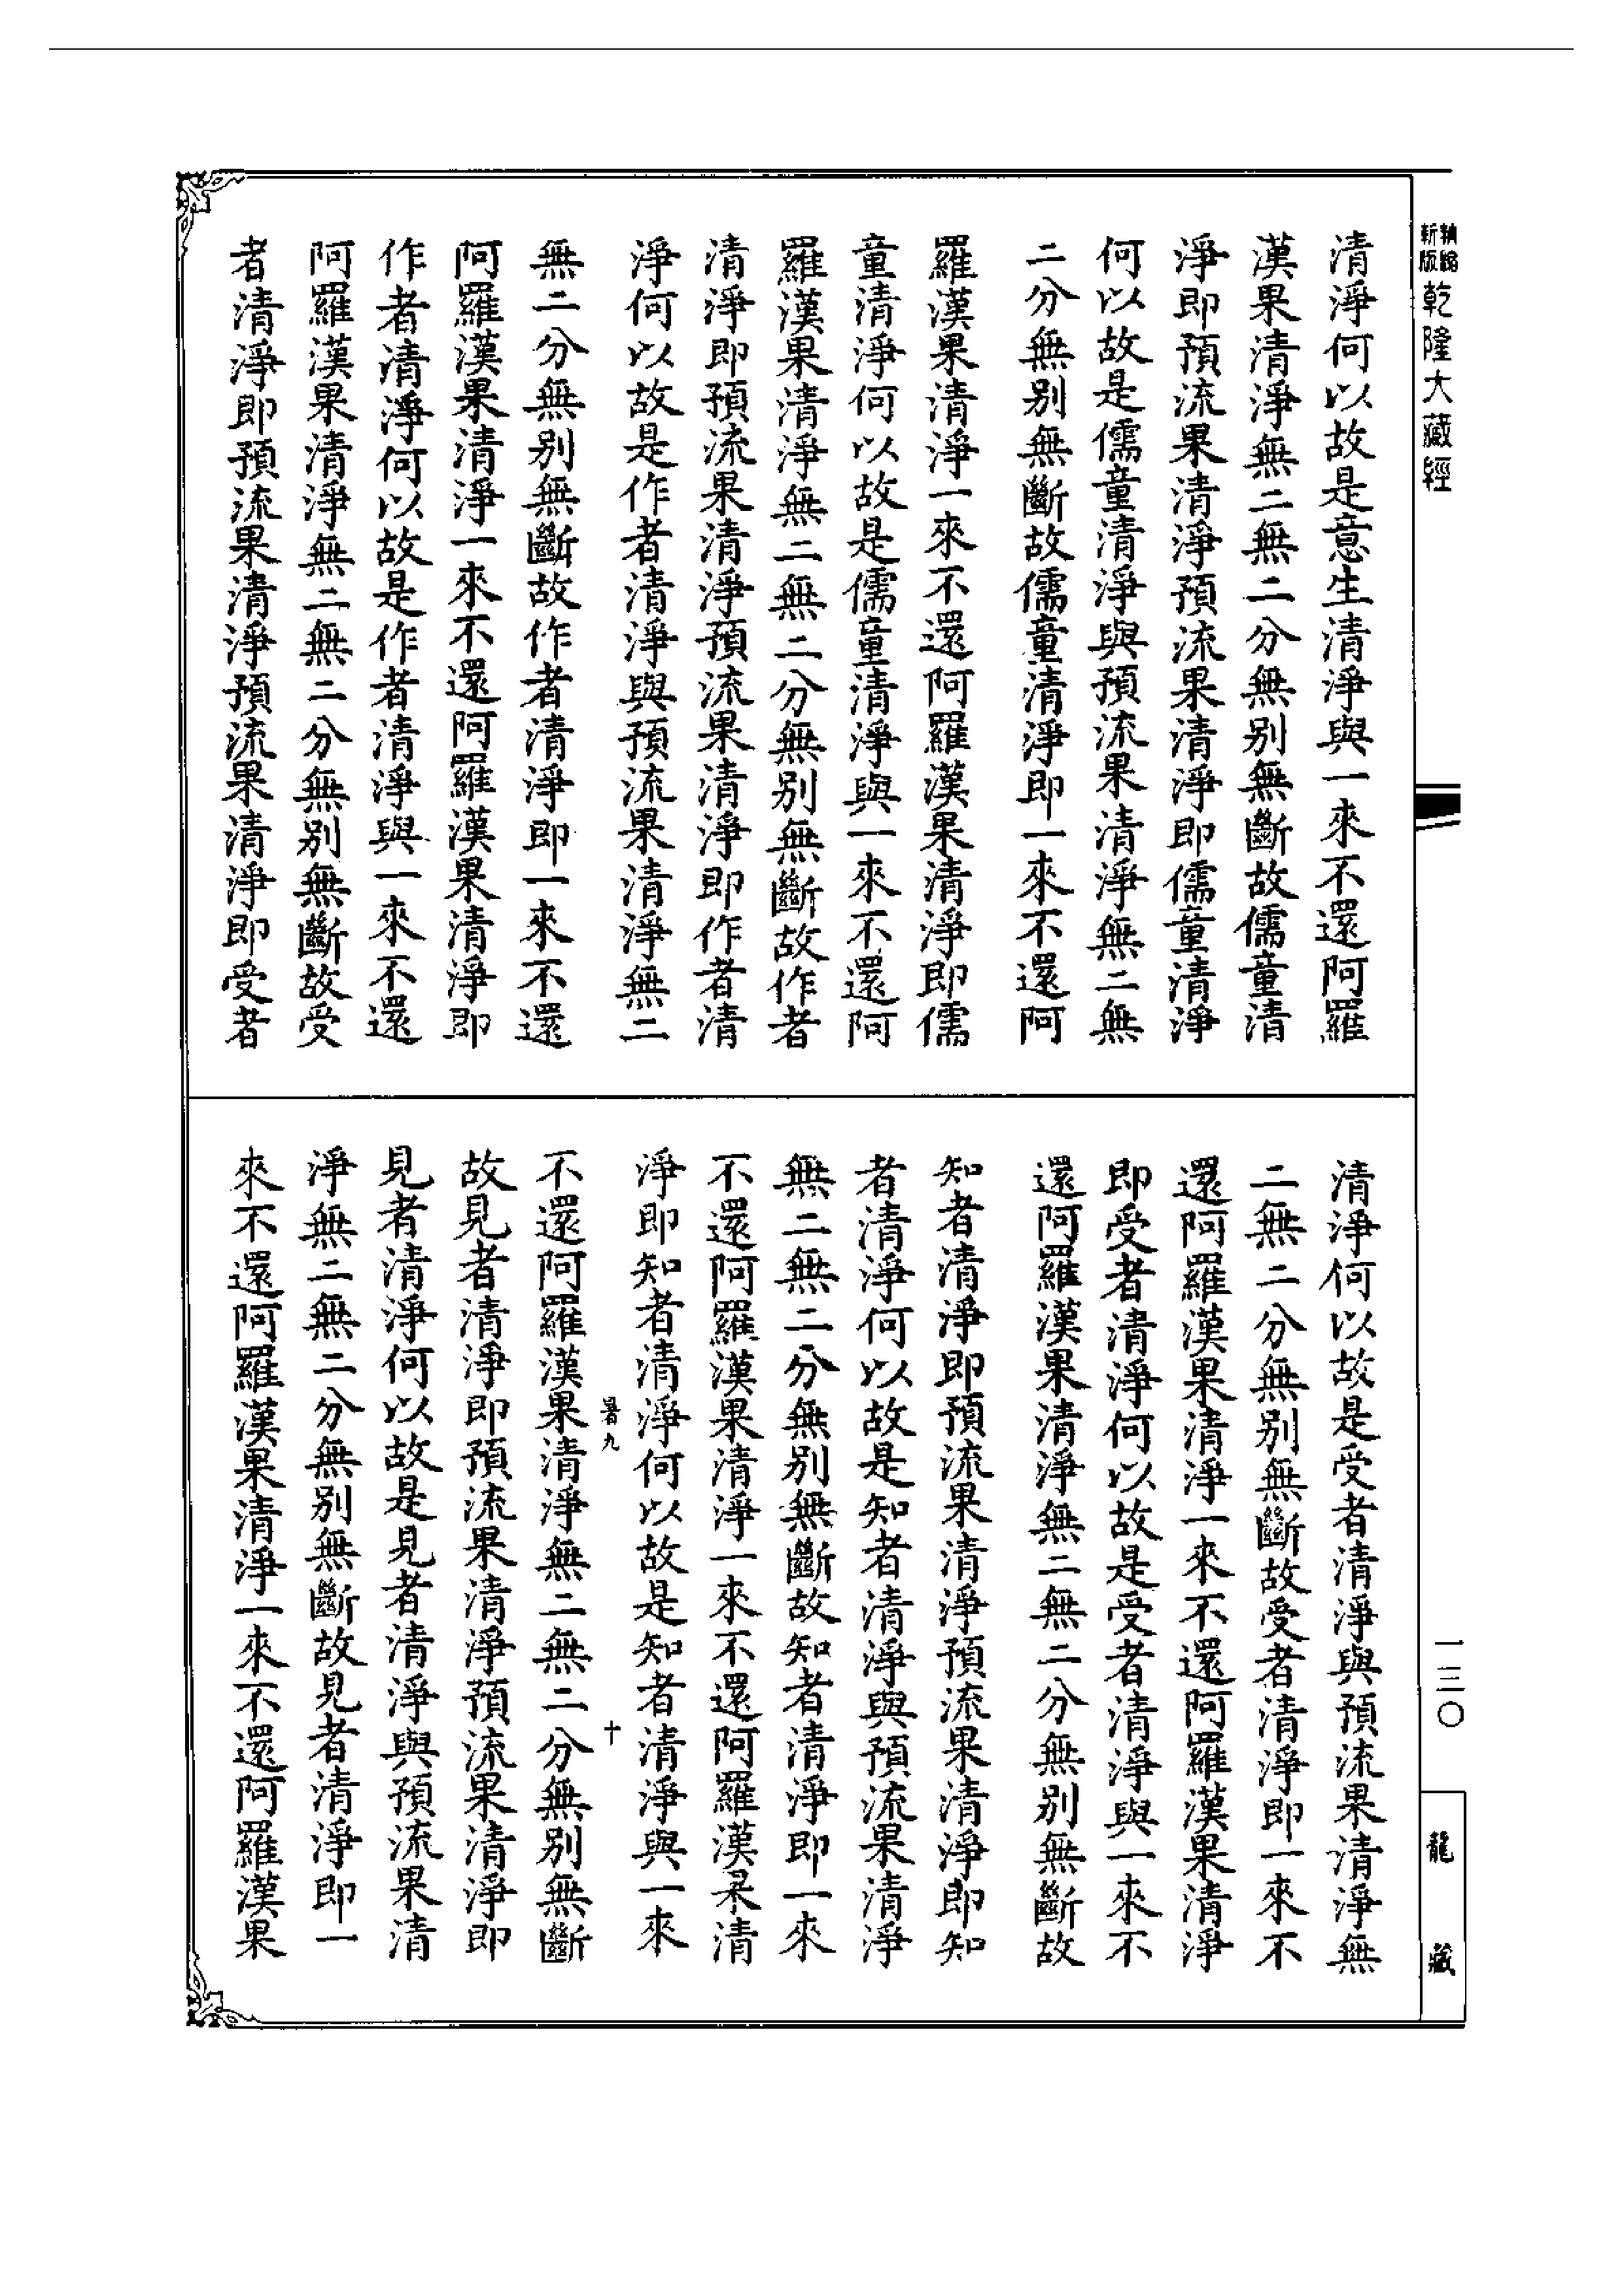 新版
乾隆大藏經
清淨何以故是意生清淨與一來不還阿羅
漢果清淨無二無二分無別無斷故儒童清
淨即預流果清淨預流果清淨即儒童清淨
何以故是儒童清淨與預流果清淨無二無
二分無別無斷故儒童清淨即一來不還阿
羅漢果清淨一來不還阿羅漢果清淨即儒
童清淨何以故是儒童清淨與一來不還阿
羅漢果清淨無二無二分無別無斷故作者
清淨即預流果清淨預流果清淨即作者清
淨何以故是作者清淨與預流果清淨無二
無二分無別無斷故作者清淨即一來不還
阿羅漢果清淨一來不還阿羅漢果清淨即
作者清淨何以故是作者清淨與一來不還
阿羅漢果清淨無二無二分無別無斷故受
者清淨即預流果清淨預流果清淨即受者
清淨何以故是受者清淨與預流果清淨無
二無二分無別無斷故受者清淨即一來不
還阿羅漢果清淨一來不還阿羅漢果清淨
即受者清淨何以故是受者清淨與一來不
還阿羅漢果清淨無二無二分無別無斷故
知者清淨即預流果清淨預流果清淨即知
者清淨何以故是知者清淨與預流果清淨
無二無二分無別無斷故知者清淨即一來
不還阿羅漢果清淨一來不還阿羅漢果清
淨即知者清淨何以故是知者清淨與一來
暑九
十
不還阿羅漢果清淨無二無二分無別無斷
故見者清淨即預流果清淨預流果清淨即
見者清淨何以故是見者清淨與預流果清
淨無二無二分無別無斷故見者清淨即一
來不還阿羅漢果清淨一來不還阿羅漢果
一三〇
龍藏